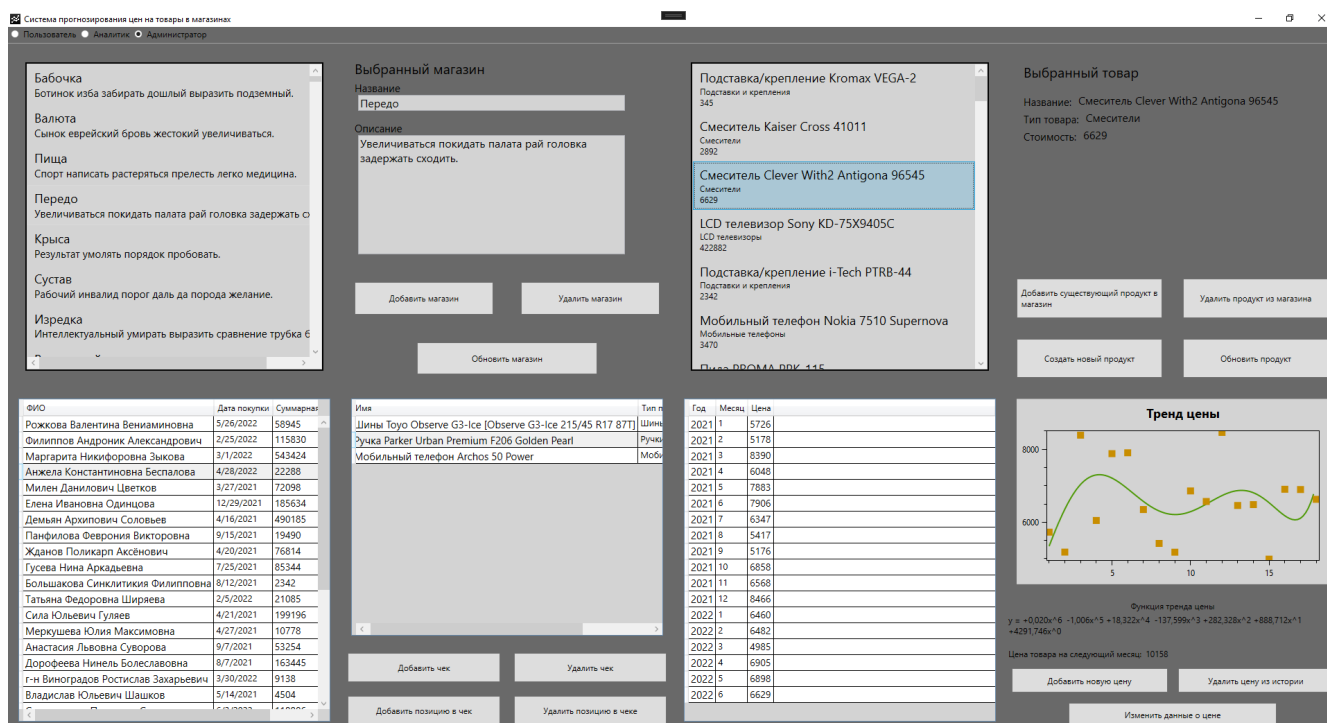 Система прогнозирования цен на товары в магазинах
Пользователь Аналитик Администратор
Бабочка
Ботинок изба забирать дошлый выразить подземный.
Валюта
Сынок еврейский бровь жестокий увеличиваться.
Пища
Спорт написать растеряться прелесть легко медицина.
Передо
Увеличиваться покидать палата рай головка задержать сх
Крыса
Результат умолять порядок пробовать.
Сустав
Рабочий инвалид порог даль да порода желание.
Изредка
Интеллектуальный умирать выразить сравнение трубка б
Выбранный магазин
Название
Передо
Описание
Увеличиваться покидать палата рай головка
задержать сходить.
Добавить магазин
Удалить магазин
Обновить магазин
Подставка/крепление Kromax VEGA-2
Подставки и крепления
345
Смеситель Kaiser Cross 41011
Смесители
2892
Смеситель Clever With2 Antigona 96545
Смесители
6629
LCD телевизор Sony KD-75X9405C
LCD телевизоры
422882
Подставка/крепление i-Tech PTRB-44
Подставки и крепления
2342
Мобильный телефон Nokia 7510 Supernova
Мобильные телефоны
3470
Пила PROMA PPK-115
Выбранный товар
Название: Смеситель Clever With2 Antigona 96545
Тип товара: Смесители
Стоимость: 6629
Добавить существующий продукт в
магазин
Удалить продукт из магазина
Создать новый продукт
Обновить продукт
ФИО Дата покупки Суммарная
Рожкова Валентина Вениаминовна 5/26/2022 58945
Филиппов Андроник Александрович 2/25/2022 115830
Маргарита Никифоровна Зыкова 3/1/2022 543424
Анжела Константиновна Беспалова 4/28/2022 22288
Милен Данилович Цветков 3/27/2021 72098
Елена Ивановна Одинцова 12/29/2021 185634
Демьян Архипович Соловьев 4/16/2021 490185
Панфилова Феврония Викторовна 9/15/2021 19490
Жданов Поликарп Аксёнович 4/20/2021 76814
Гусева Нина Аркадьевна 7/25/2021 85344
Большакова Синклитикия Филипповна 8/12/2021 2342
Татьяна Федоровна Ширяева 2/5/2022 21085
Сила Юльевич Гуляев 4/21/2021 199196
Меркушева Юлия Максимовна 4/27/2021 10778
Анастасия Львовна Суворова 9/7/2021 53254
Дорофеева Нинель Болеславовна 8/7/2021 163445
г-н Виноградов Ростислав Захарьевич 3/30/2022 9138
Владислав Юльевич Шашков 5/14/2021 4504
Имя Тип п
Шины Toyo Observe G3-Ice [Observe G3-Ice 215/45 R17 87T] Шины
Ручка Parker Urban Premium F206 Golden Pearl Ручки
Мобильный телефон Archos 50 Power Моби
Добавить чек
Удалить чек
Добавить позицию в чек
Удалить позицию в чеке
Год Месяц Цена
2021 1 5726
2021 2 5178
2021 3 8390
2021 4 6048
2021 5 7883
2021 6 7906
2021 7 6347
2021 8 5417
2021 9 5176
2021 10 6858
2021 11 6568
2021 12 8466
2022 1 6460
2022 2 6482
2022 3 4985
2022 4 6905
2022 5 6898
2022 6 6629
Тренд цены
8000
6000
5 10 15
Функция тренда цены
y = +0,020x^6 -1,006x^5 +18,322x^4 -137,599x^3 +282,328x^2 +888,712x^1
+4291,746x^0
Цена товара на следующий месяц: 10158
Добавить новую цену
Удалить цену из истории
Изменить данные о цене